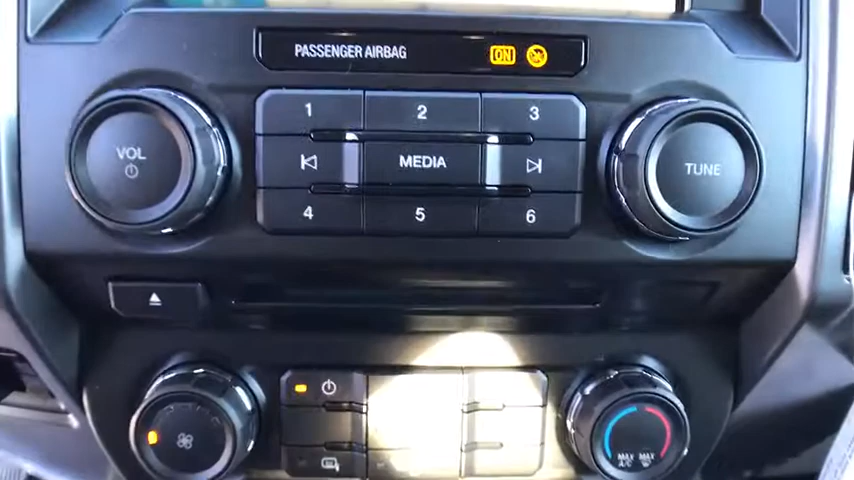 PASSENGER AIRBAG ON
1 2 3
VOL
MEDIA
TUNE
4 5 6
MAX A/C MAX